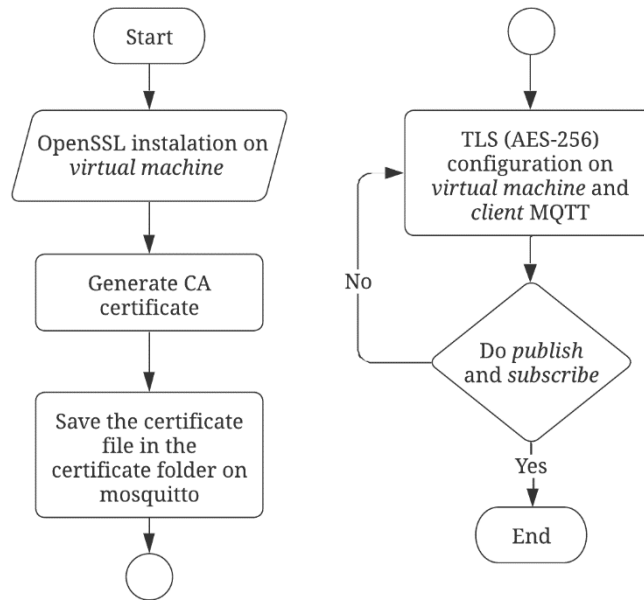 Start
OpenSSL instalation on
virtual machine
Generate CA
certificate
Save the certificate
file in the
certificate folder on
mosquitto
TLS (AES-256)
configuration on
virtual machine and
client MQTT
No
Do publish
and subscribe
Yes
End